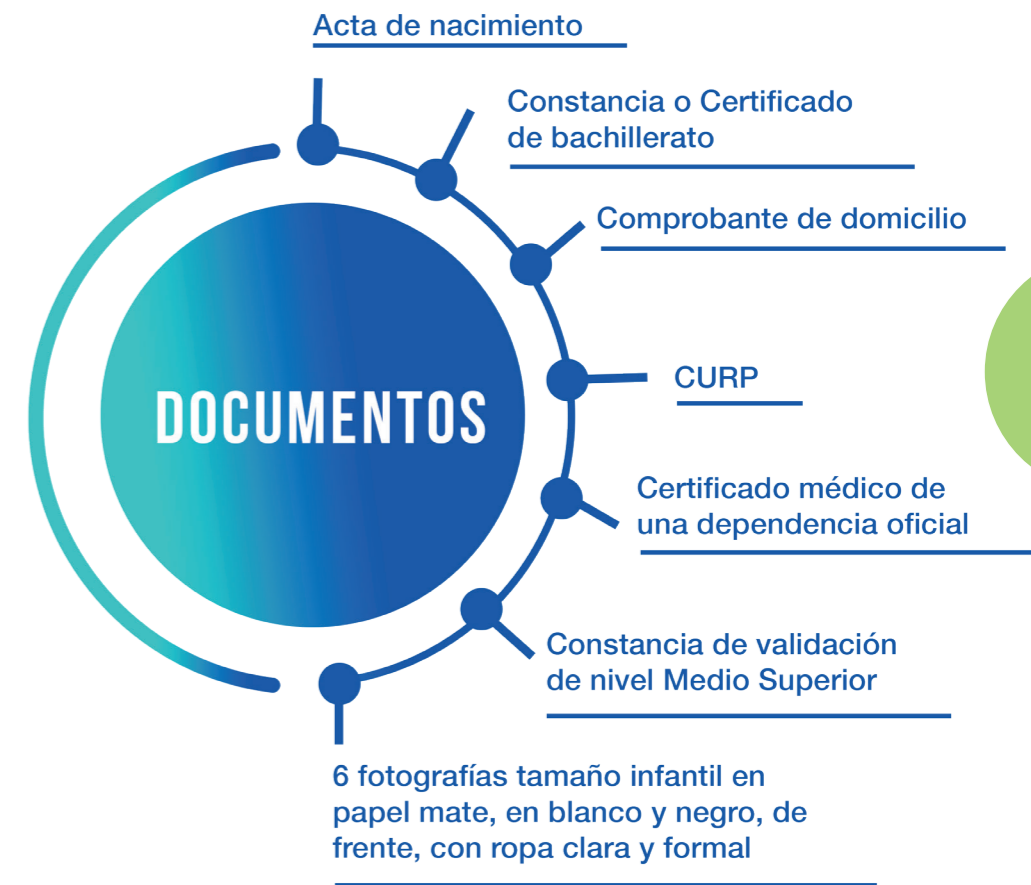 Acta de nacimiento
Constancia o Certificado
de bachillerato
Comprobante de domicilio
CURP
DOCUMENTOS
Certificado médico de
una dependencia oficial
Constancia de validación
de nivel Medio Superior
6 fotografías tamaño infantil en
papel mate, en blanco y negro, de
frente, con ropa clara y formal